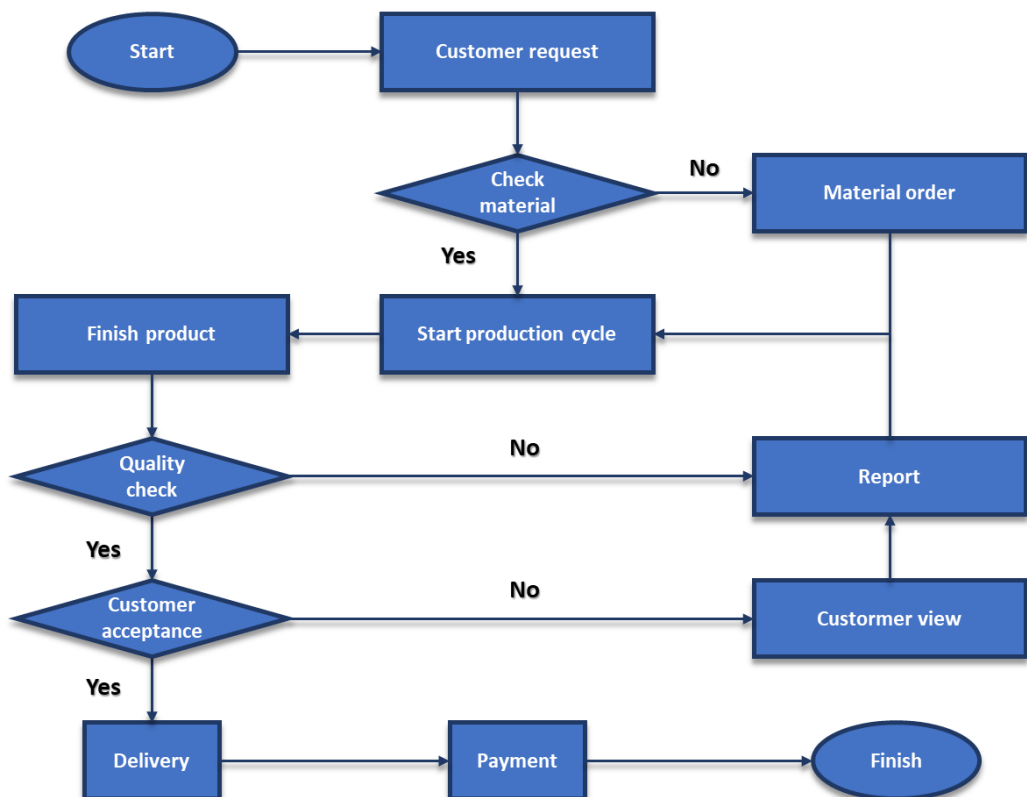 Start
Customer request
Check
material
No
Material order
Yes
Finish product
Start production cycle
Quality
check
No
Report
Yes
Customer
acceptance
No
Custormer view
Yes
Delivery
Payment
Finish